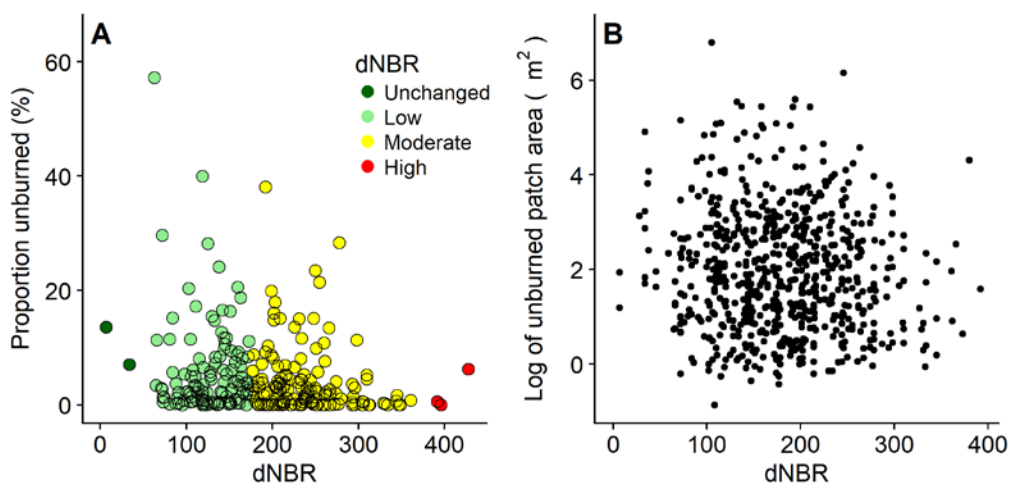 A
dNBR
Unchanged
Low
Moderate
High
Proportion unburned (%)
60
40
20
0
0 100 200 300 400
dNBR
B
Log of unburned patch area ( m²)
6
4
2
0
0 100 200 300 400
dNBR